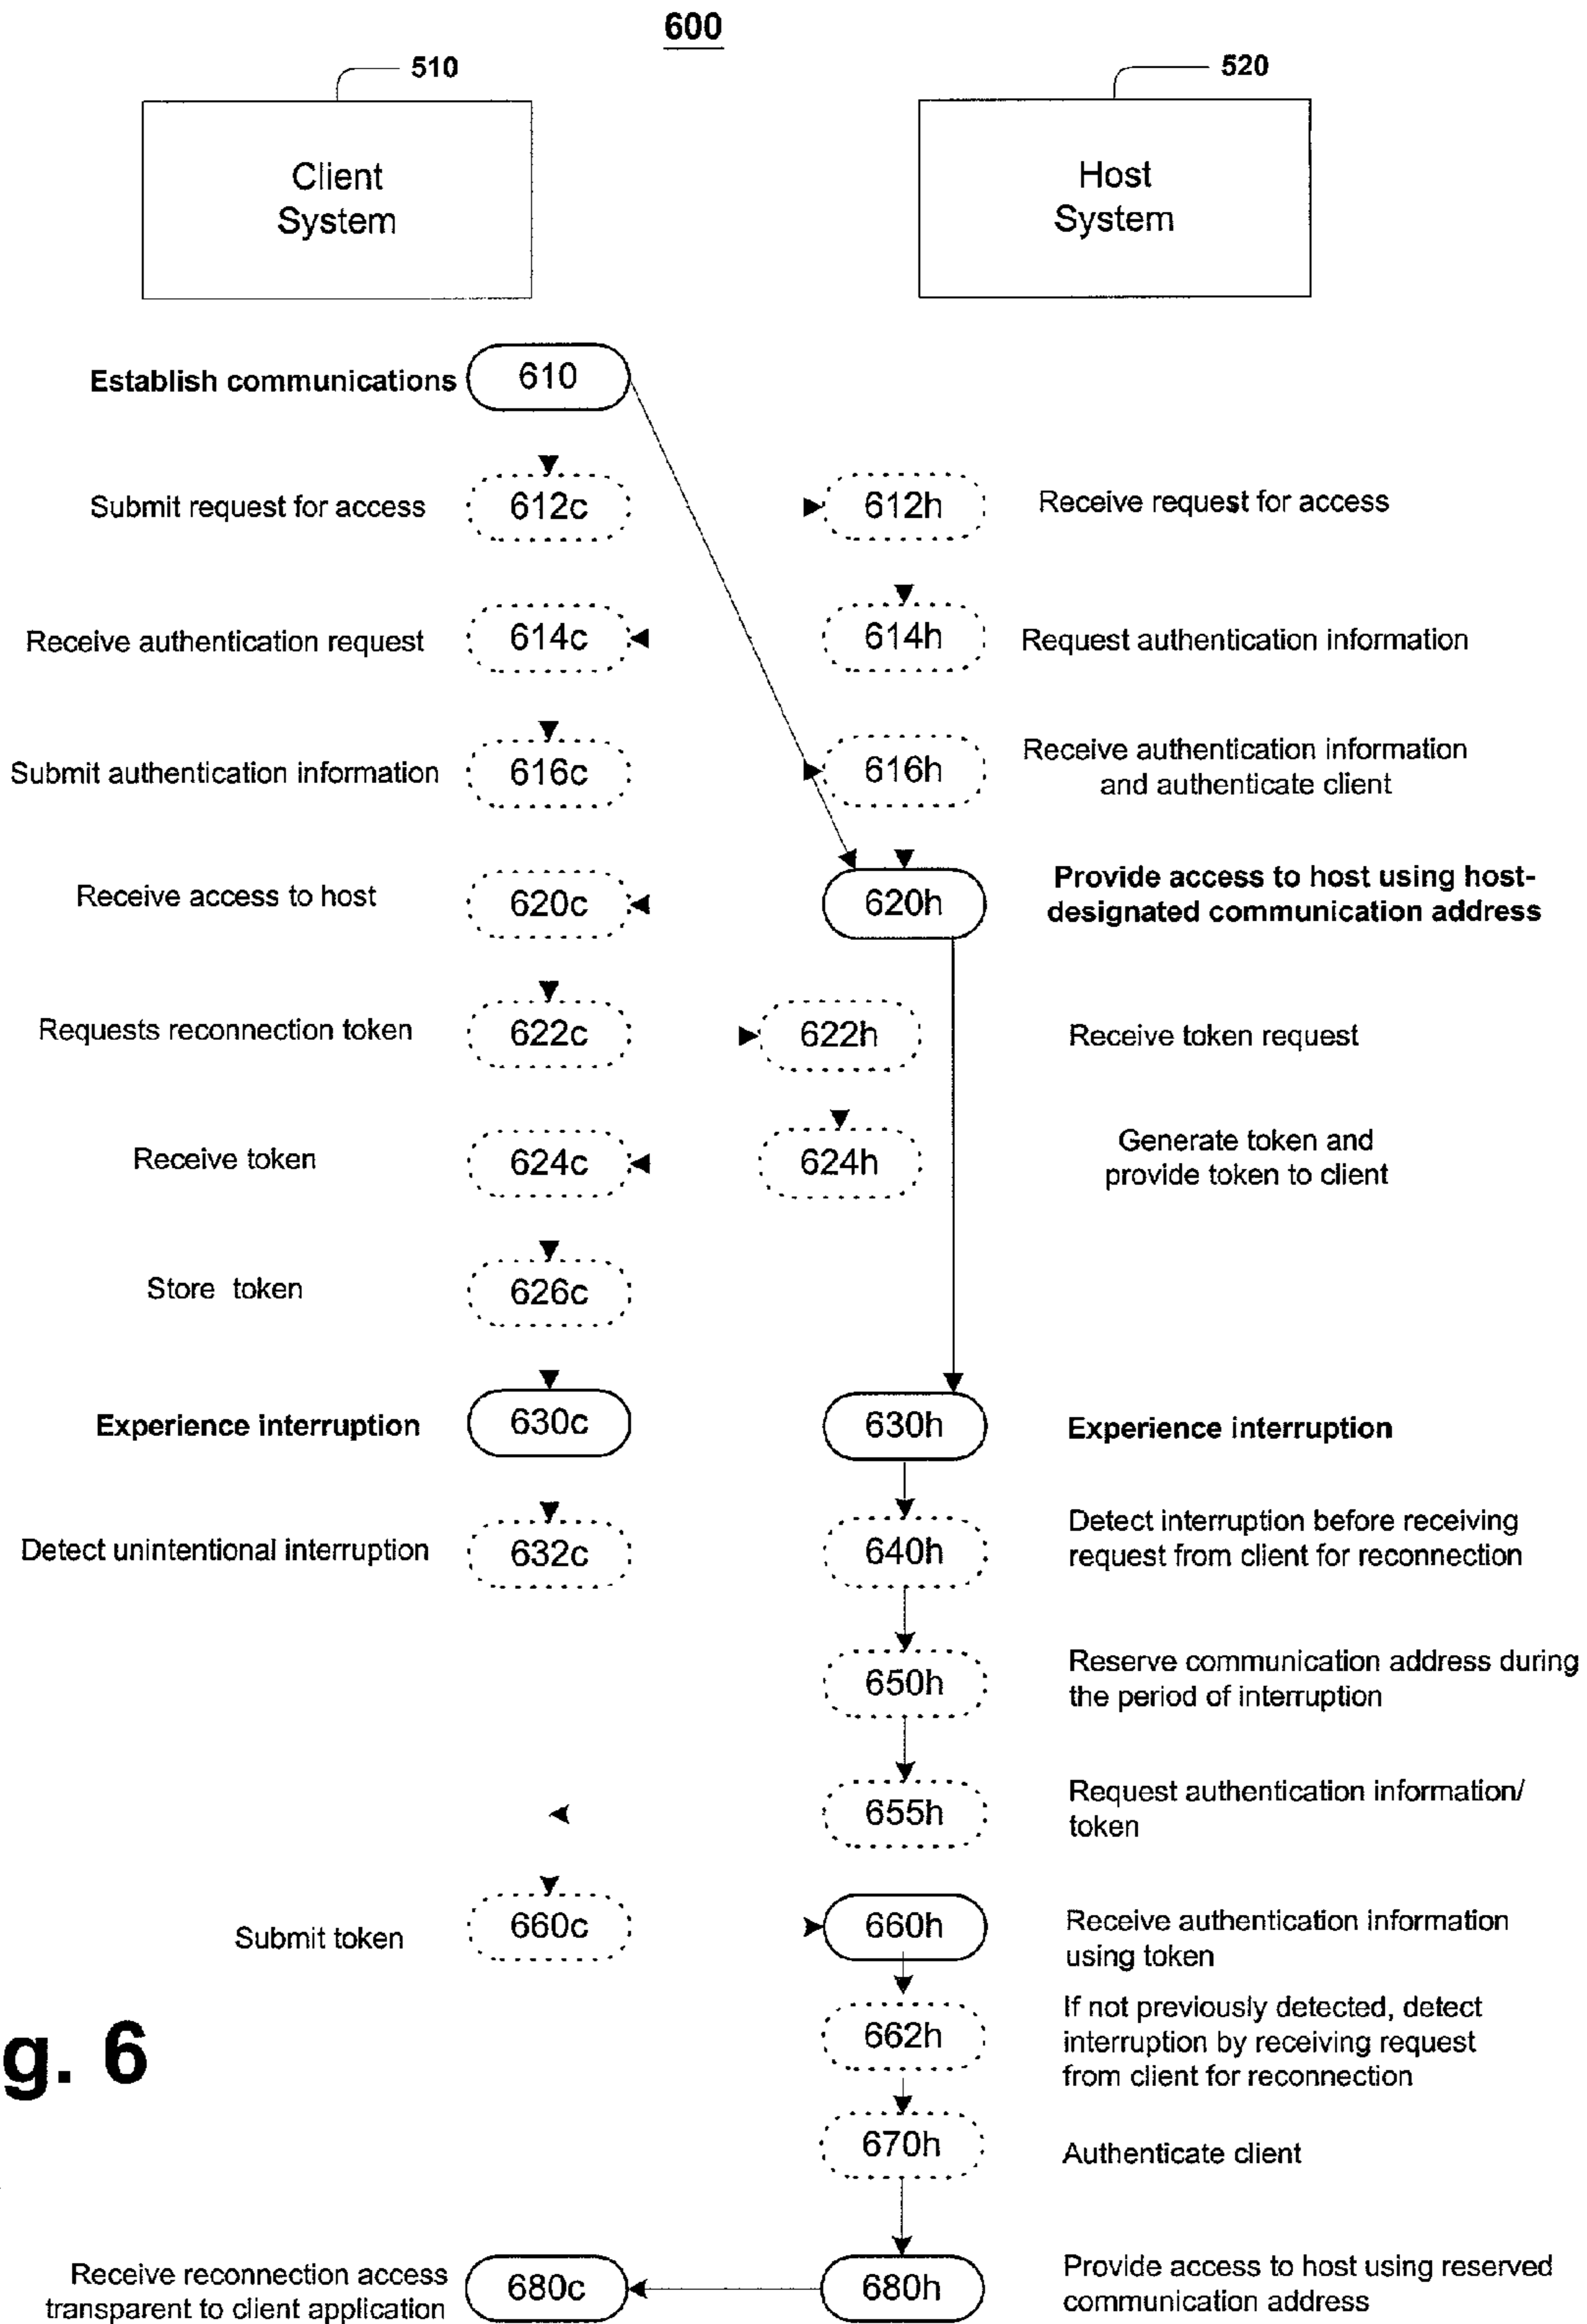 600
510
520
Client
System
Host
System
Establish communications
610
Submit request for access
612c
612h
Receive request for access
Receive authentication request
614c
614h
Request authentication information
Submit authentication information
616c
616h
Receive authentication information
and authenticate client
Receive access to host
620c
620h
Provide access to host using host-
designated communication address
Requests reconnection token
622c
622h
Receive token request
Receive token
624c
624h
Generate token and
provide token to client
Store token
626c
Experience interruption
630c
630h
Experience interruption
Detect unintentional interruption
632c
640h
Detect interruption before receiving
request from client for reconnection
650h
Reserve communication address during
the period of interruption
655h
Request authentication information/
token
Submit token
660c
660h
Receive authentication information
using token
662h
If not previously detected, detect
interruption by receiving request
from client for reconnection
g. 6
670h
Authenticate client
Receive reconnection access
transparent to client application
680c
680h
Provide access to host using reserved
communication address